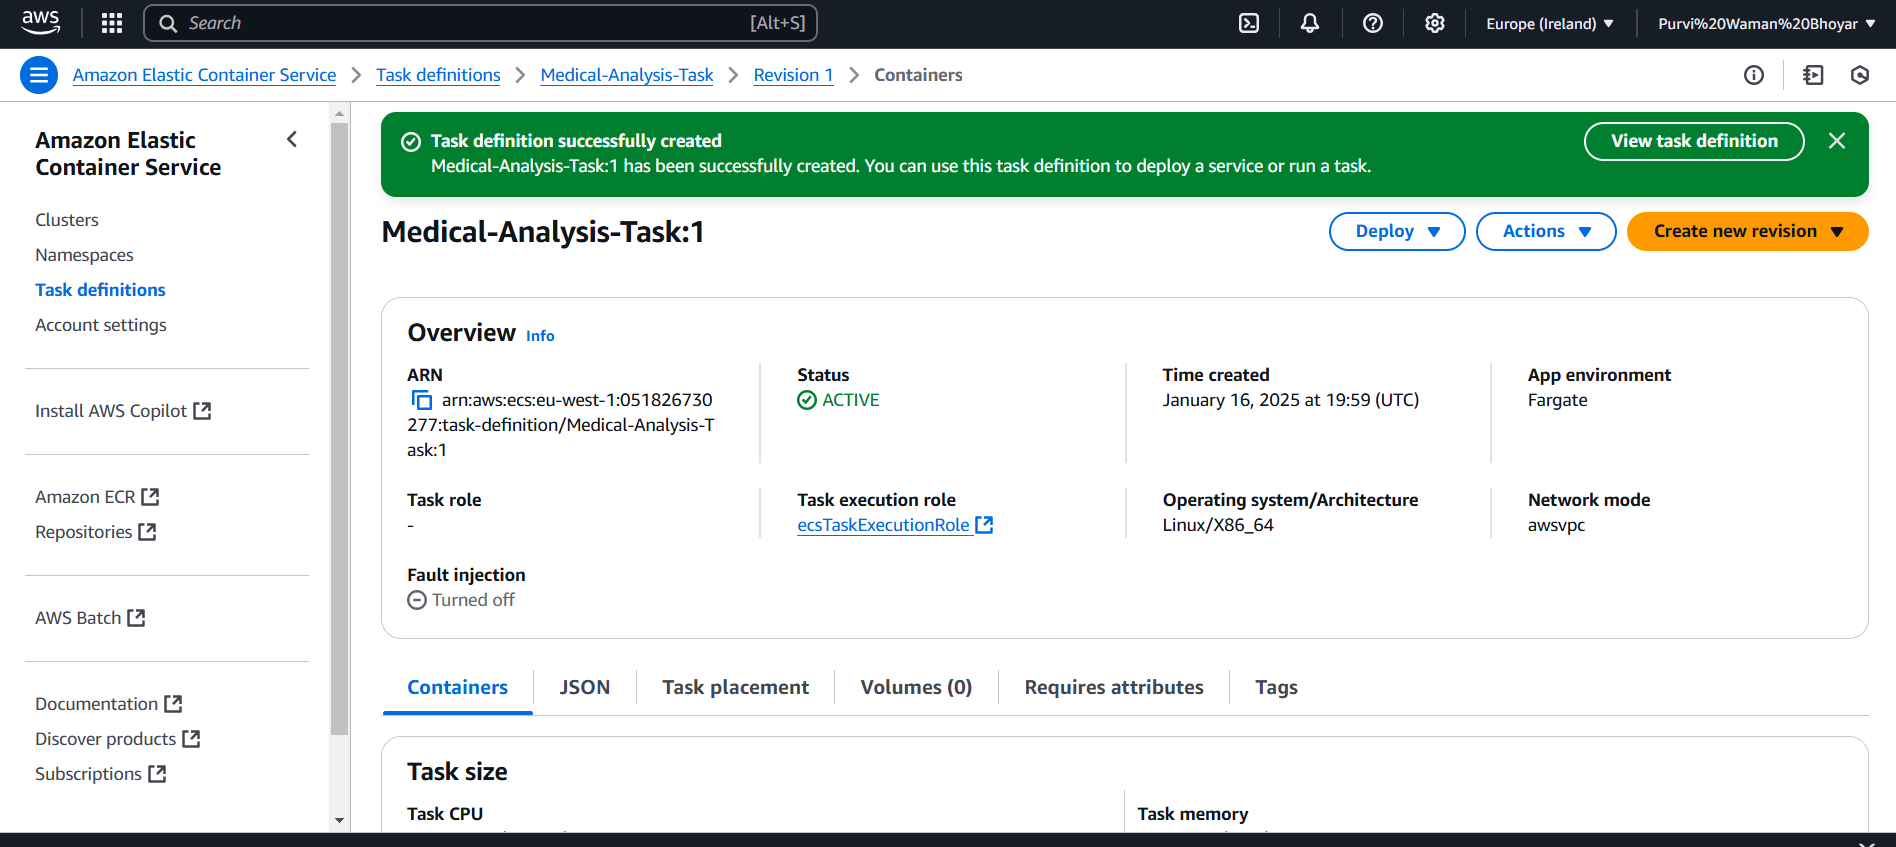 aws
Search [Alt+S]
Europe (Ireland)
Purvi%20Waman%20Bhoyar
Amazon Elastic Container Service > Task definitions > Medical-Analysis-Task > Revision 1 > Containers
Amazon Elastic
Container Service
Clusters
Namespaces
Task definitions
Account settings
Install AWS Copilot
Amazon ECR
Repositories
AWS Batch
Documentation
Discover products
Subscriptions
Task definition successfully created
Medical-Analysis-Task:1 has been successfully created. You can use this task definition to deploy a service or run a task.
View task definition
Medical-Analysis-Task:1
Deploy
Actions
Create new revision
Overview Info
ARN
arn:aws:ecs:eu-west-1:051826730
277:task-definition/Medical-Analysis-T
ask:1
Status
ACTIVE
Time created
January 16, 2025 at 19:59 (UTC)
App environment
Fargate
Task role
-
Task execution role
ecsTaskExecutionRole
Operating system/Architecture
Linux/X86_64
Network mode
awsvpc
Fault injection
Turned off
Containers
JSON
Task placement
Volumes (0)
Requires attributes
Tags
Task size
Task CPU
Task memory